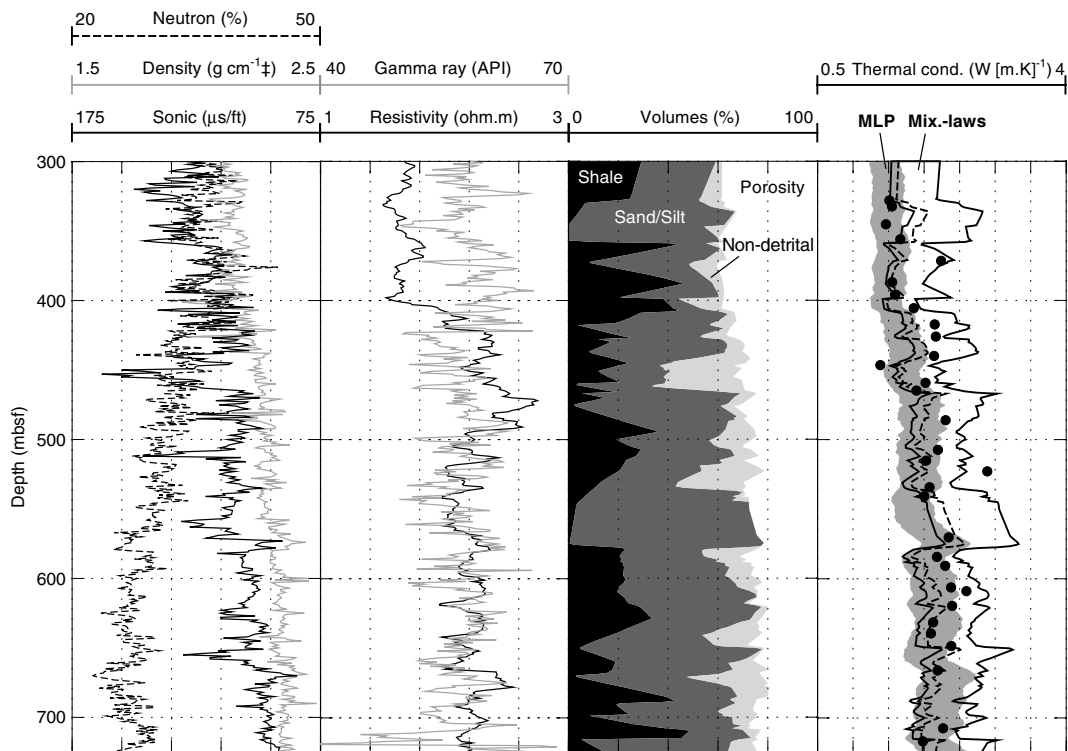 20 Neutron (%) 50
1.5 Density (g cm-1‡) 2.5 40 Gamma ray (API) 70 0.5 Thermal cond. (W [m.K]-1) 4
175 Sonic (µs/ft) 75 1 Resistivity (ohm.m) 3 0 Volumes (%) 100 MLP Mix.-laws
300
Shale
Porosity
Sand/Silt
Non-detrital
400
500
Depth (mbsf)
600
700